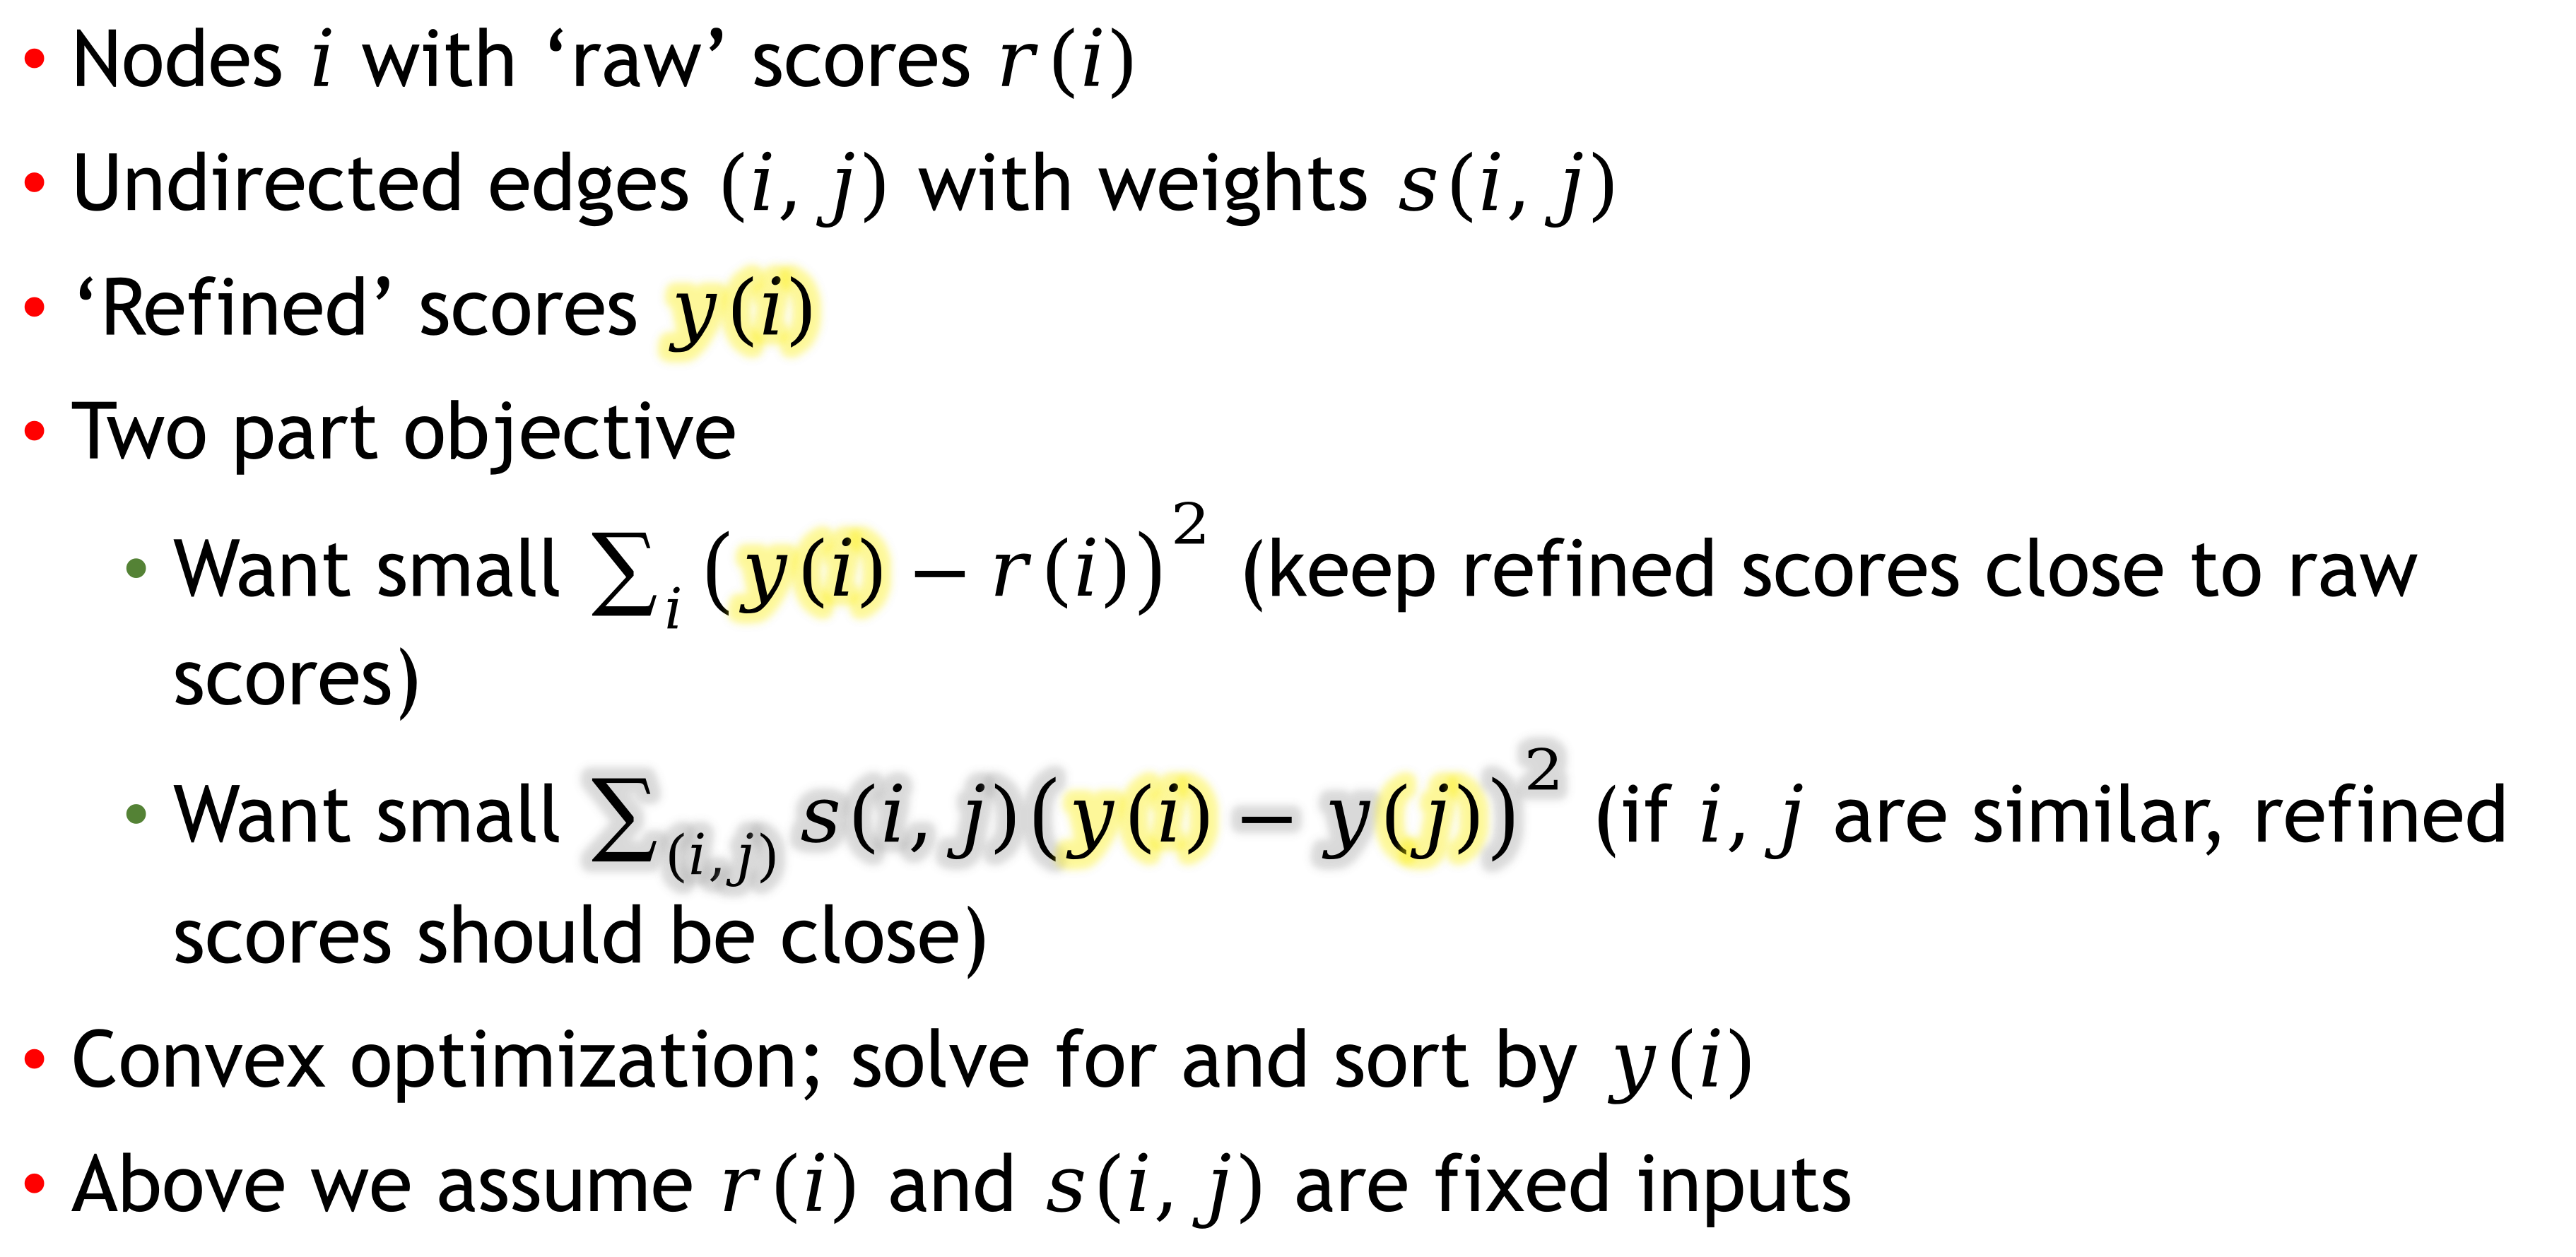 • Nodes i with ‘raw’ scores r(i)
• Undirected edges (i, j) with weights s(i, j)
• ‘Refined’ scores y(i)
• Two part objective
• Want small ∑ᵢ (y(i) − r(i))² (keep refined scores close to raw
scores)
• Want small ∑₍ᵢ,ⱼ₎ s(i, j)(y(i) − y(j))² (if i, j are similar, refined
scores should be close)
• Convex optimization; solve for and sort by y(i)
• Above we assume r(i) and s(i, j) are fixed inputs